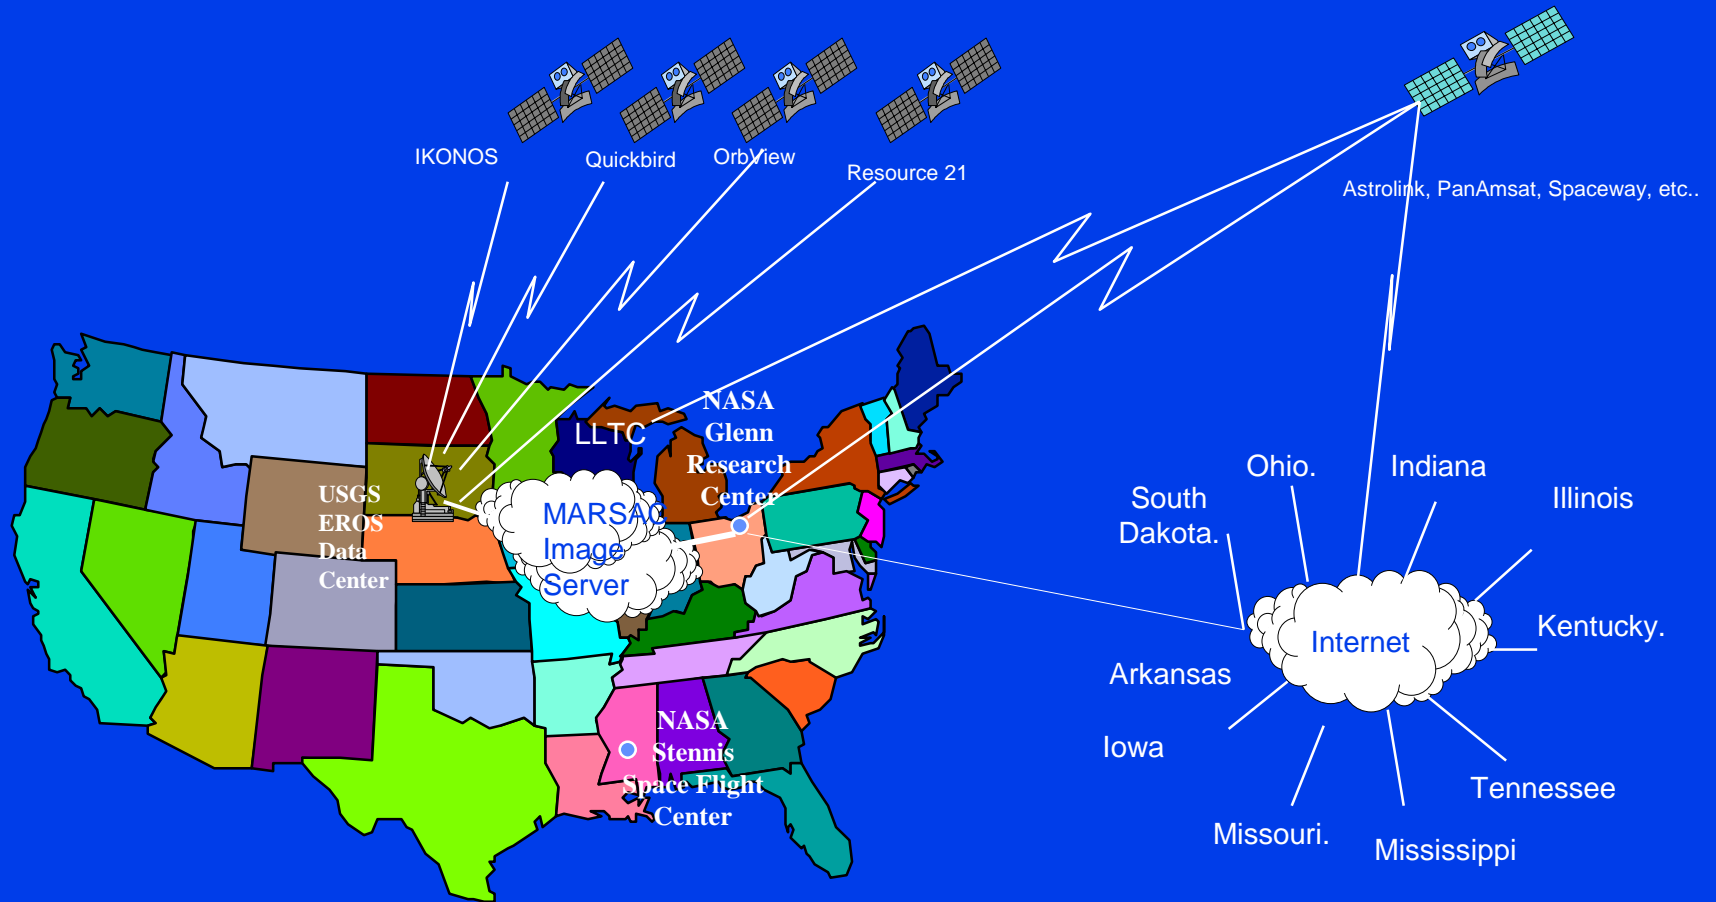 IKONOS
Quickbird
OrbView
Resource 21
Astrolink, PanAmsat, Spaceway, etc..
LLTC
NASA
Glenn
Research
Center
USGS
EROS
Data
Center
MARSAC
Image
Server
NASA
Stennis
Space Flight
Center
Ohio.
Indiana
South
Dakota.
Illinois
Internet
Kentucky.
Arkansas
Iowa
Tennessee
Missouri.
Mississippi